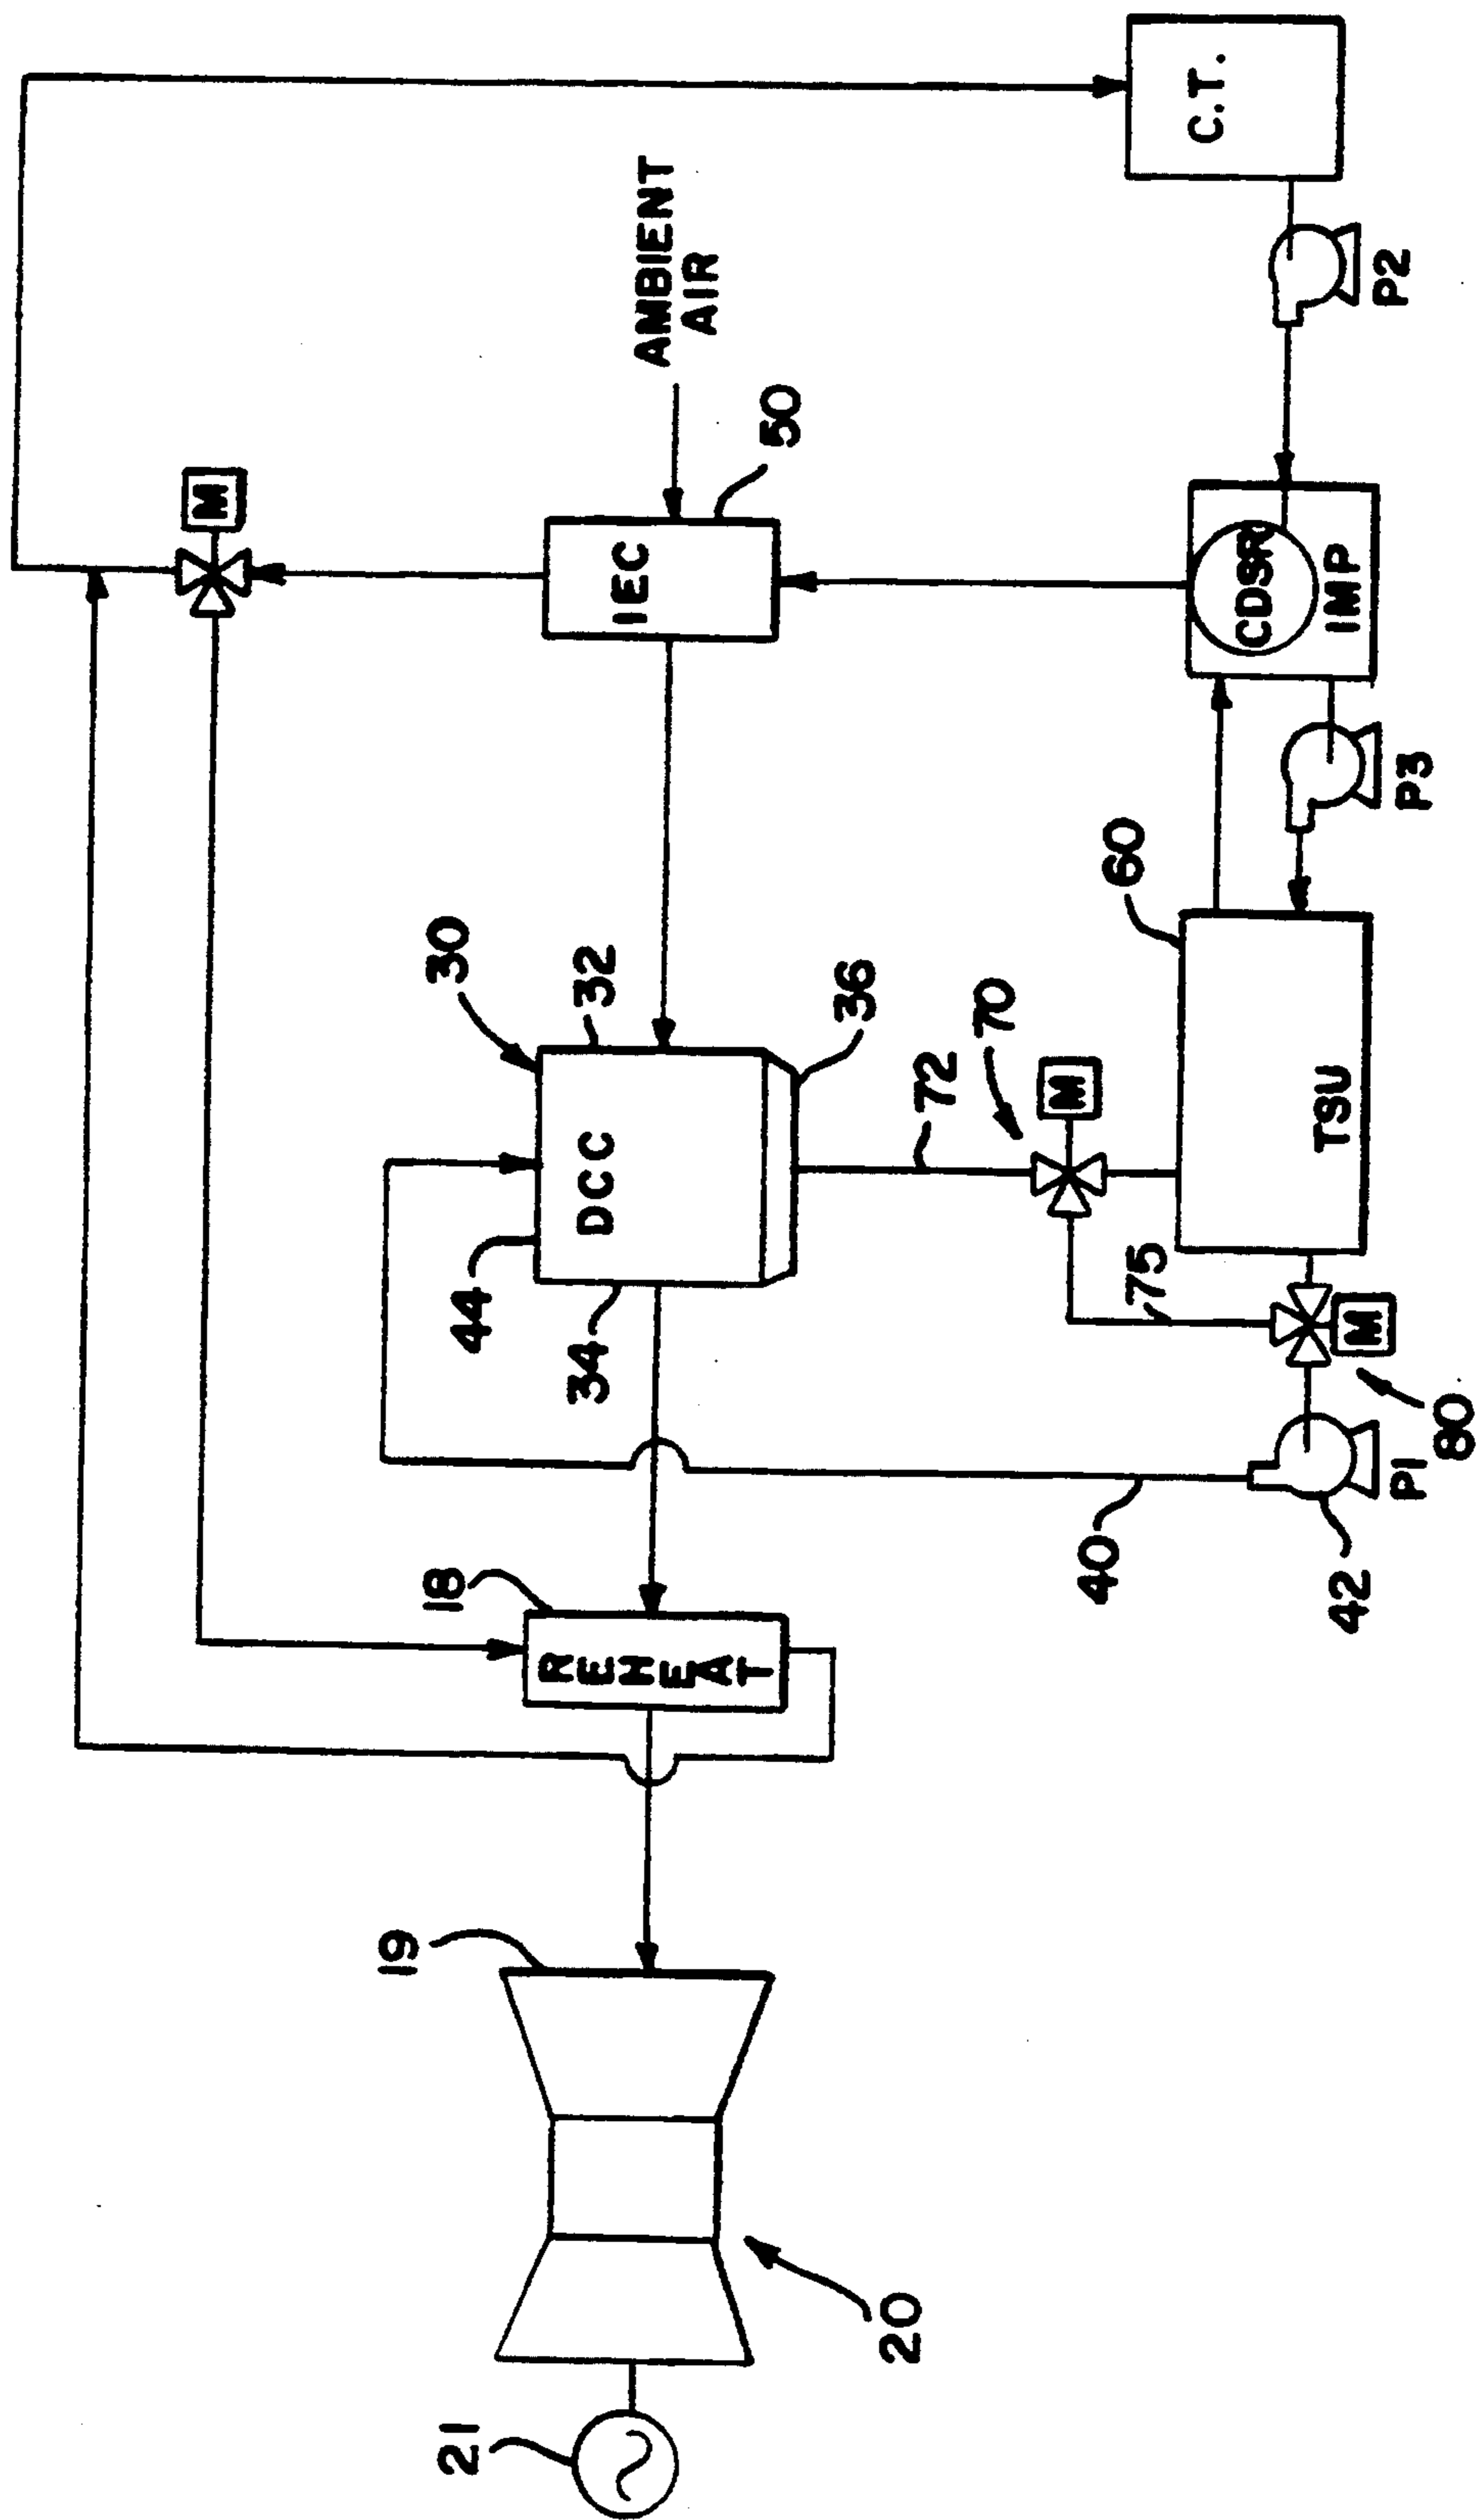 M
19
21
18
44
30
34
DCC
32
IEC
AMBIENT
AIR
50
REHEAT
36
20
72
70
M
40
75
60
C.T.
42
P1
80
M
TSU
P3
CDSR
IMP
P2